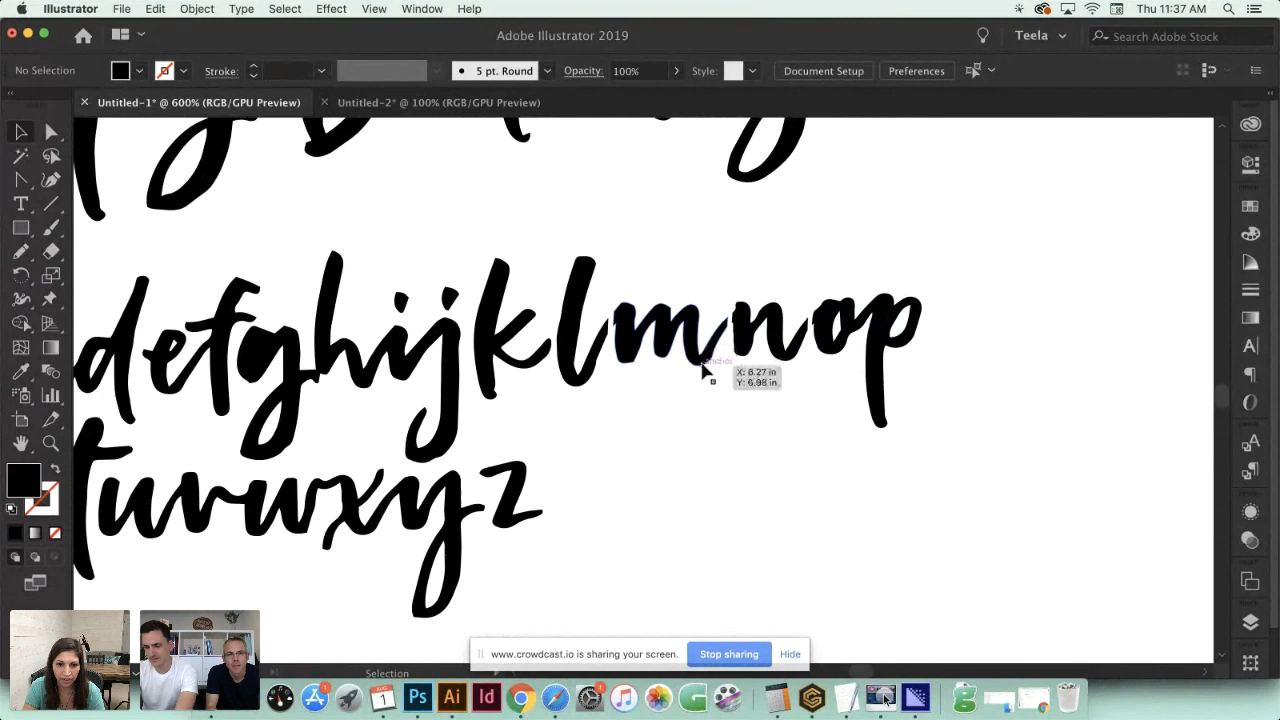 Illustrator File Edit Object Type Select Effect View Window Help Thu 11:37 AM
Adobe Illustrator 2019 Teela Search Adobe Stock
No Selection Stroke: 5 pt. Round Opacity: 100% Style: Document Setup Preferences
Untitled-1* @ 600% (RGB/GPU Preview) Untitled-2* @ 100% (RGB/GPU Preview)
defghijklmnop
X: 6.27 in
Y: 6.98 in
tuvwxyz
www.crowdcast.io is sharing your screen. Stop sharing Hide
Selection